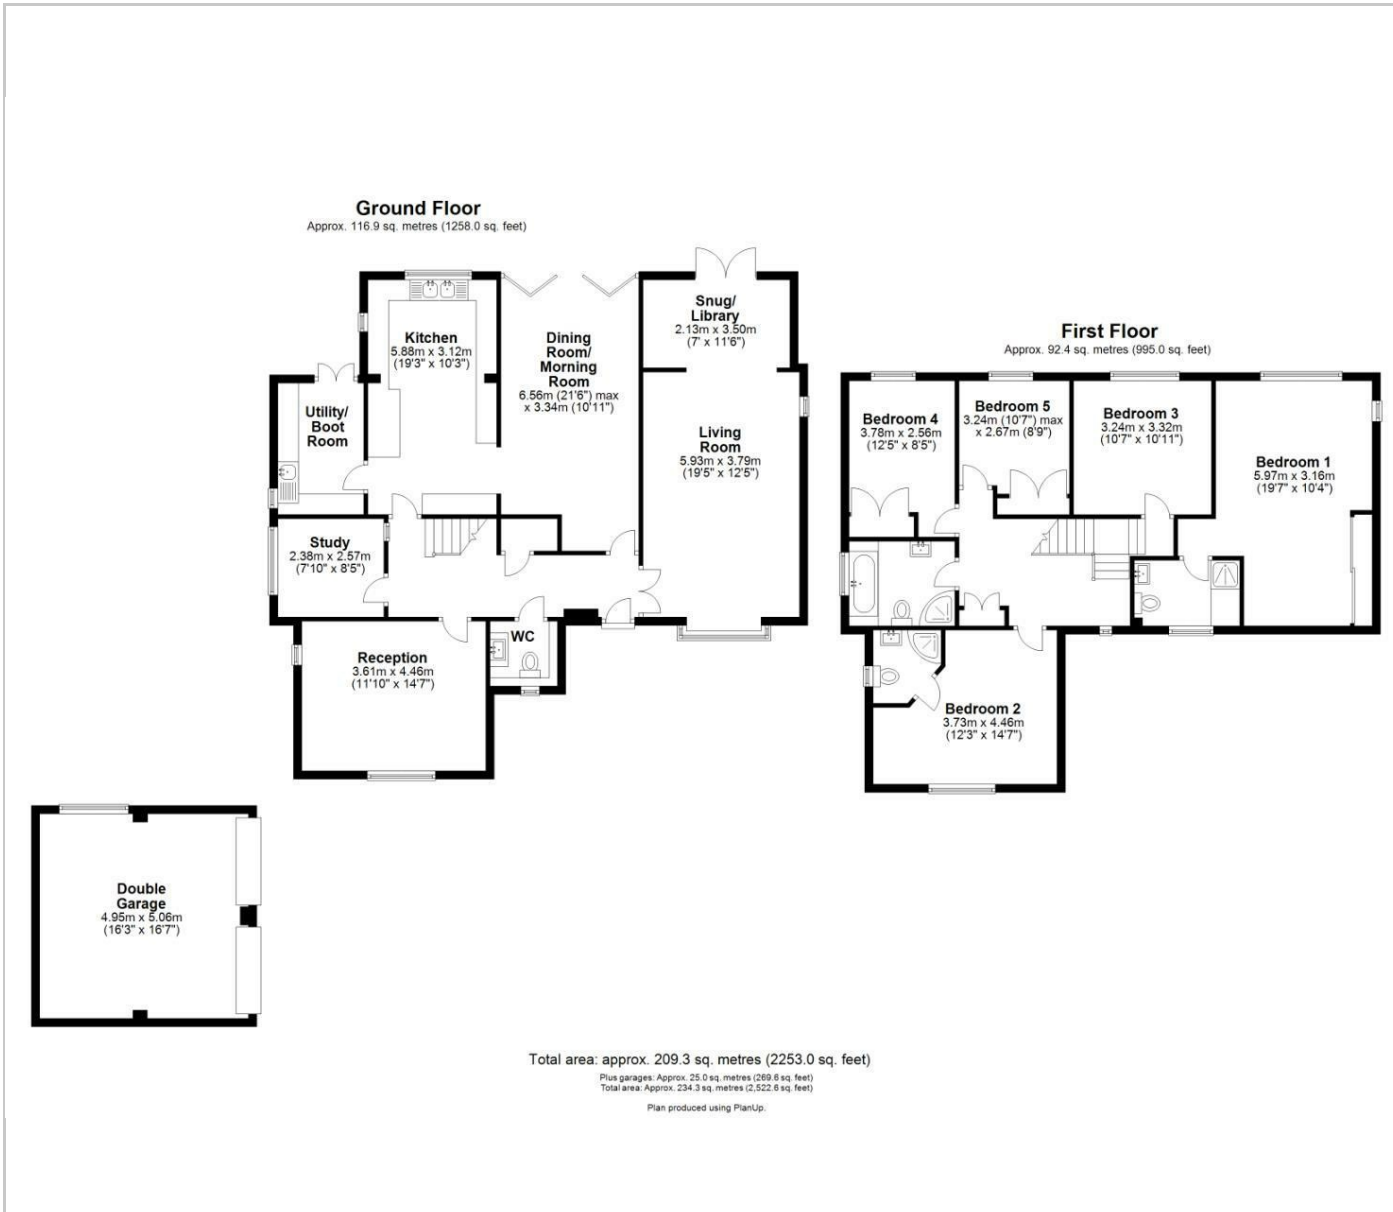 Ground Floor
Approx. 116.9 sq. metres (1258.0 sq. feet)
Kitchen
5.88m x 3.12m
(19'3" x 10'3")
Dining
Room/
Morning
Room
6.56m (21'6") max
x 3.34m (10'11")
Snug/
Library
2.13m x 3.50m
(7' x 11'6")
Utility/
Boot
Room
Living
Room
5.93m x 3.79m
(19'5" x 12'5")
Study
2.38m x 2.57m
(7'10" x 8'5")
Reception
3.61m x 4.46m
(11'10" x 14'7")
WC
First Floor
Approx. 92.4 sq. metres (995.0 sq. feet)
Bedroom 4
3.78m x 2.56m
(12'5" x 8'5")
Bedroom 5
3.24m (10'7") max
x 2.67m (8'9")
Bedroom 3
3.24m x 3.32m
(10'7" x 10'11")
Bedroom 1
5.97m x 3.16m
(19'7" x 10'4")
Bedroom 2
3.73m x 4.46m
(12'3" x 14'7")
Double
Garage
4.95m x 5.06m
(16'3" x 16'7")
Total area: approx. 209.3 sq. metres (2253.0 sq. feet)
Plus garages: Approx. 25.0 sq. metres (269.6 sq. feet)
Total area: Approx. 234.3 sq. metres (2,522.6 sq. feet)
Plan produced using PlanUp.